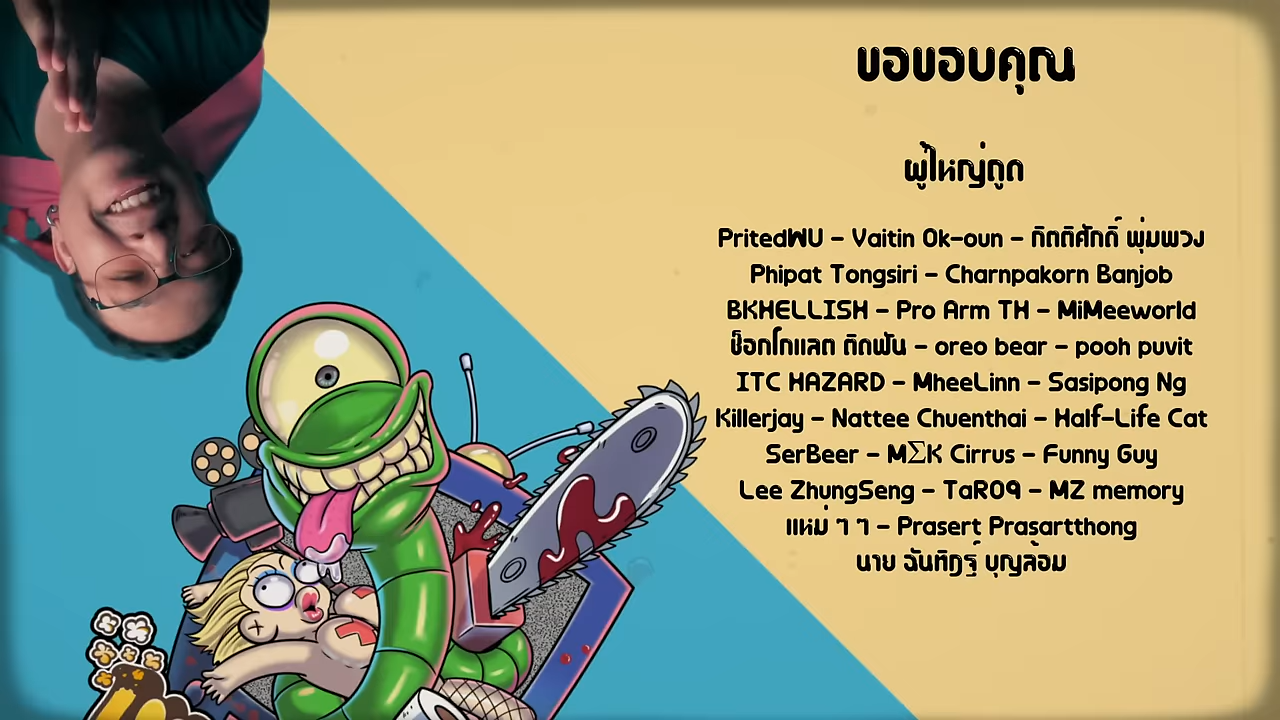 ขอขอบคุณ
ผู้ใหญ่ถูด
PritedWU - Vaitin Ok-oun - กิตติศักดิ์ พุ่มพวง
Phipat Tongsiri - Charnpakorn Banjob
BKHELLISH - Pro Arm TH - MiMeeworld
ช็อกโกแลต ติดฟัน - oreo bear - pooh puvit
ITC HAZARD - MheeLinn - Sasipong Ng
Killerjay - Nattee Chuenthai - Half-Life Cat
SerBeer - MΣK Cirrus - Funny Guy
Lee ZhungSeng - TaRO9 - MZ memory
แหม่ ๆ ๆ - Prasert Prasartthong
นาย ฉันทิฏฐ์ บุญล้อม